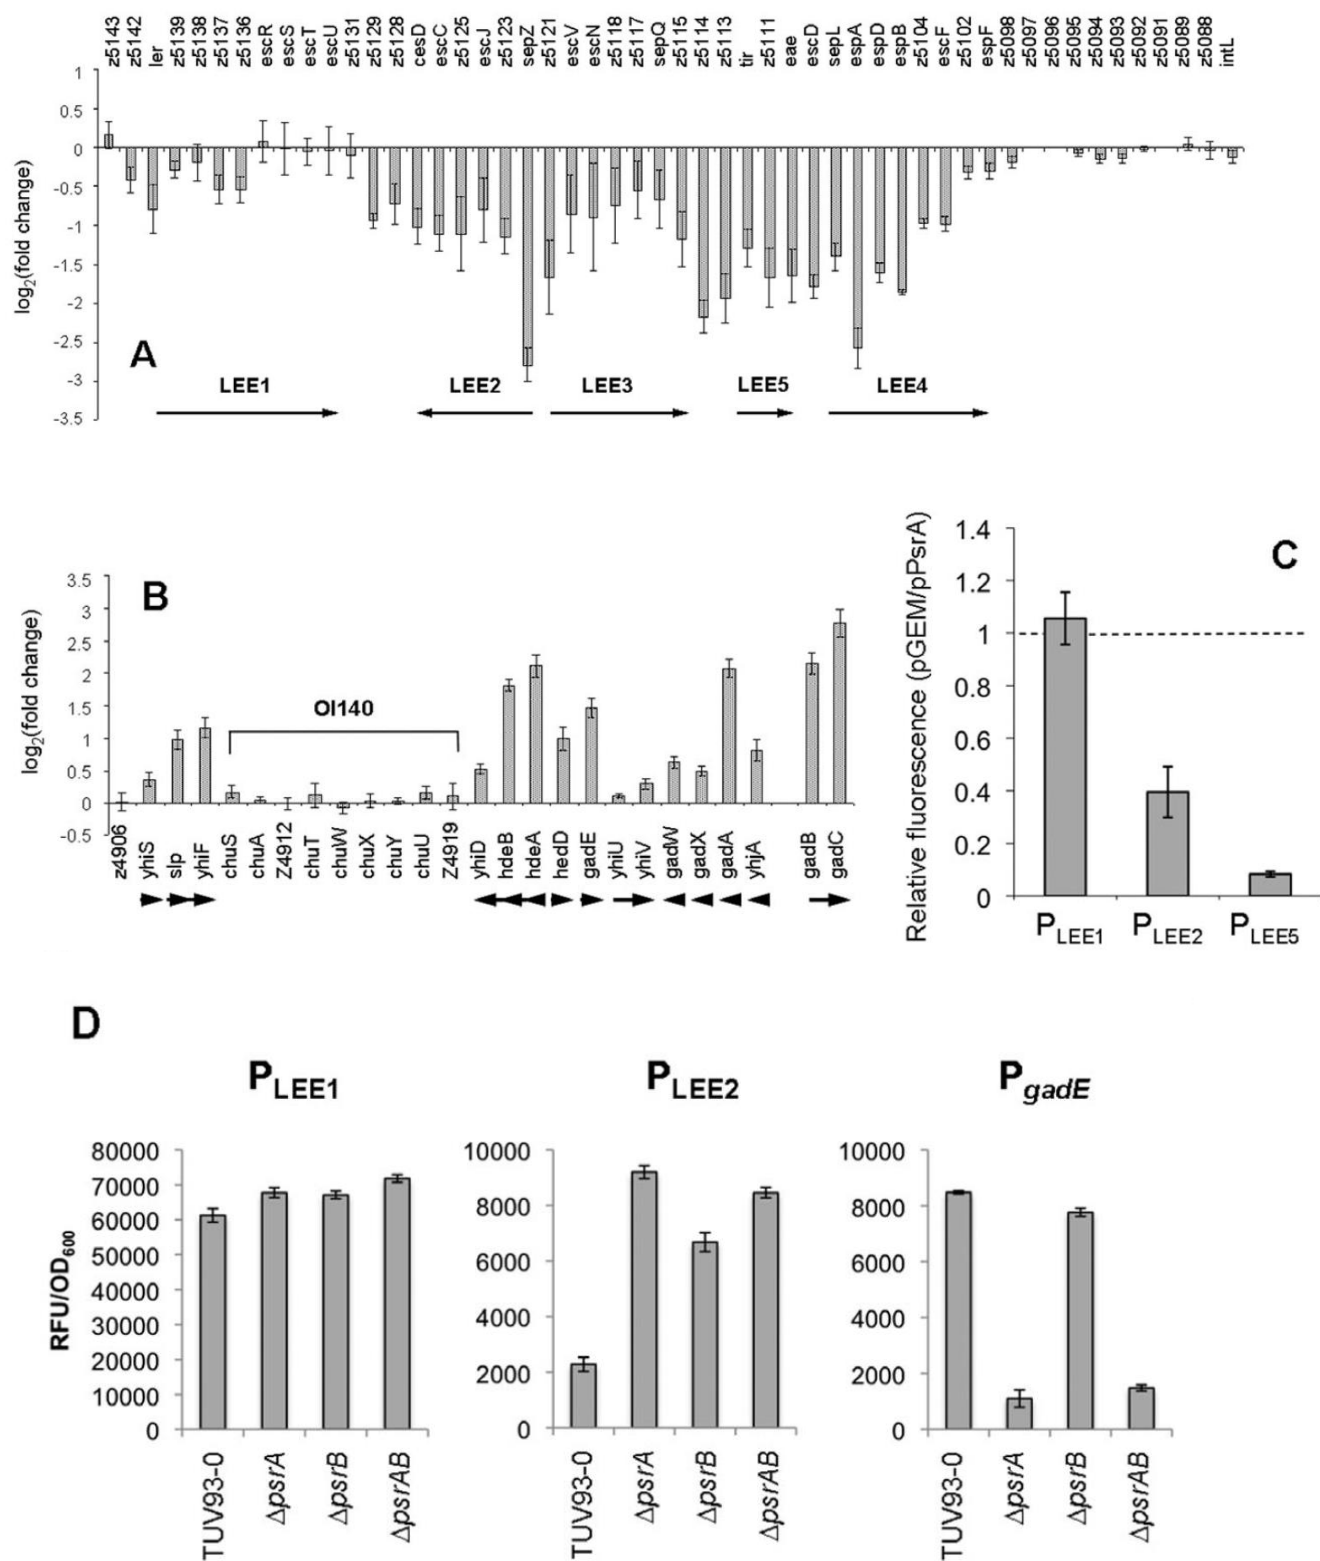 z5143 z5142 ler z5139 z5138 z5137 z5136 escR escS escT escU z5131 z5129 z5128 cesD escC z5125 escJ z5123 sepZ z5121 escV escN z5118 z5117 sepQ z5115 z5114 z5113 tir z5111 eae escD sepL espA espD espB z5104 escF z5102 espF z5098 z5097 z5096 z5095 z5094 z5093 z5092 z5091 z5089 z5088 intL
log2(fold change)
1
0.5
0
-0.5
-1
-1.5
-2
-2.5
-3
-3.5
A
LEE1 LEE2 LEE3 LEE5 LEE4
B
log2(fold change)
3.5
3
2.5
2
1.5
1
0.5
0
-0.5
OI140
z4906 yhiS slp yhiF chuS chuA Z4912 chuT chuW chuX chuY chuU Z4919 yhiD hdeB hdeA hedD gadE yhiU yhiV gadW gadX gadA yhjA gadB gadC
C
Relative fluorescence (pGEM/pPsrA)
1.4
1.2
1
0.8
0.6
0.4
0.2
0
PLEE1 PLEE2 PLEE5
D
PLEE1
RFU/OD600
80000
70000
60000
50000
40000
30000
20000
10000
0
TUV93-0 ΔpsrA ΔpsrB ΔpsrAB
PLEE2
10000
8000
6000
4000
2000
0
TUV93-0 ΔpsrA ΔpsrB ΔpsrAB
PgadE
10000
8000
6000
4000
2000
0
TUV93-0 ΔpsrA ΔpsrB ΔpsrAB